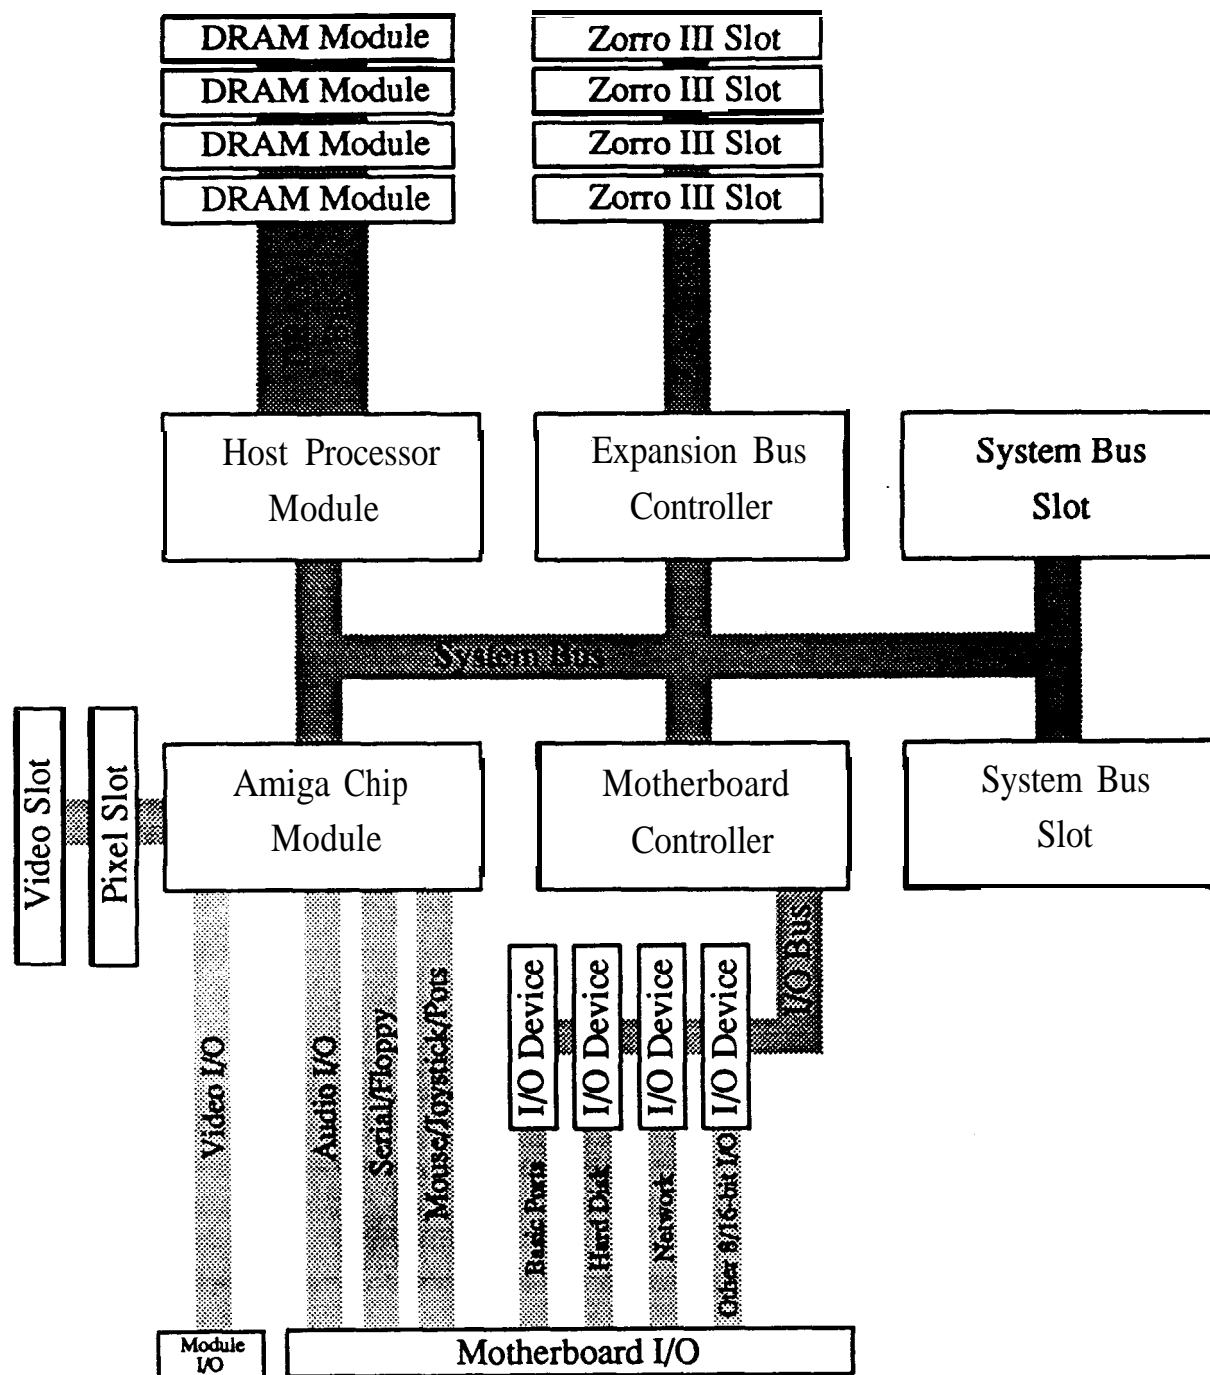 DRAM Module
DRAM Module
DRAM Module
DRAM Module
Zorro III Slot
Zorro III Slot
Zorro III Slot
Zorro III Slot
Host Processor
Module
Expansion Bus
Controller
System Bus
Slot
System Bus
Video Slot
Pixel Slot
Amiga Chip
Module
Motherboard
Controller
System Bus
Slot
I/O Bus
I/O Device
I/O Device
I/O Device
I/O Device
Video I/O
Audio I/O
Serial/Floppy
Mouse/Joystick/Pots
Basic Ports
Hard Disk
Network
Other 8/16-bit I/O
Module
I/O
Motherboard I/O